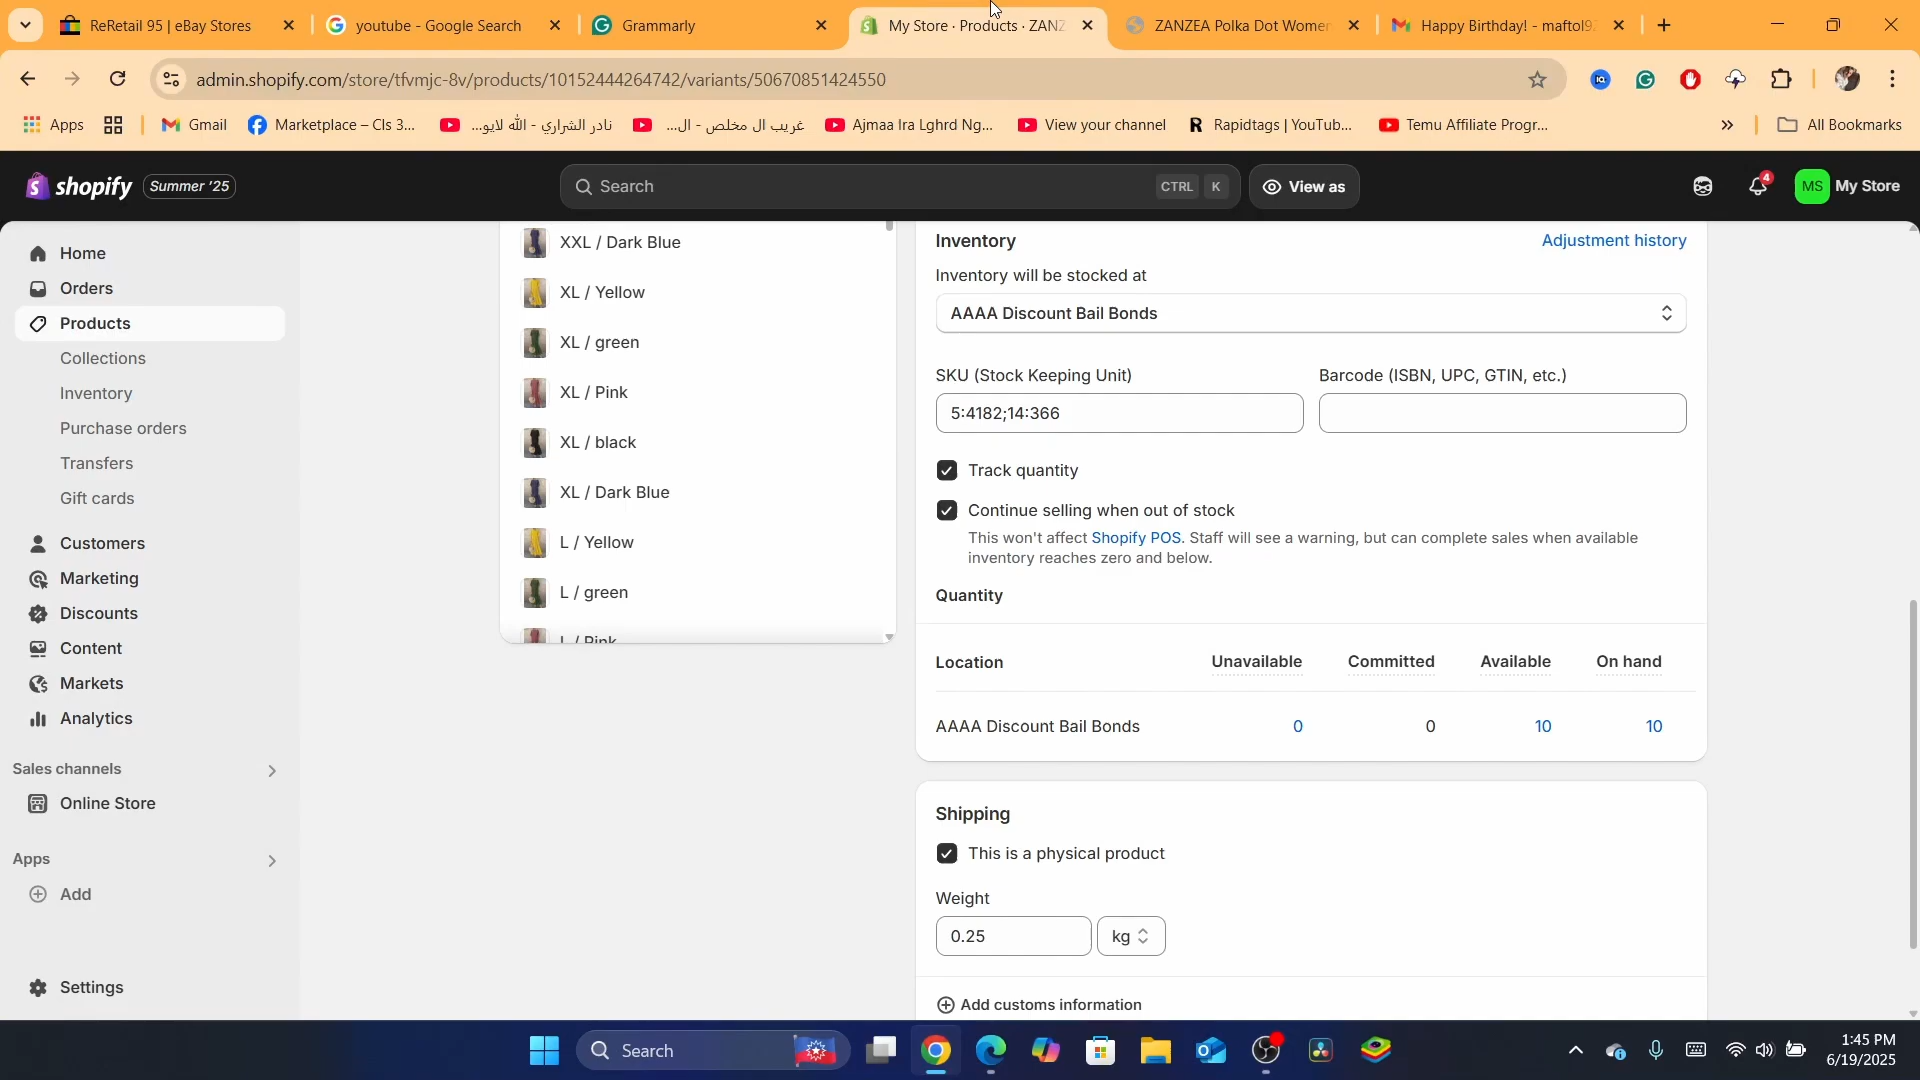 ReRetail 95 | eBay Stores
youtube - Google Search
Grammarly
My Store · Products · ZANZ
ZANZEA Polka Dot Women
Happy Birthday! - maftol9
admin.shopify.com/store/tfvmjc-8v/products/10152444264742/variants/50670851424550
Apps
Gmail
Marketplace – Cls 3...
نادر الشراري - الله لايو...
غريب ال مخلص - ال...
Ajmaa Ira Lghrd Ng...
View your channel
Rapidtags | YouTub...
Temu Affiliate Progr...
All Bookmarks
shopify
Summer '25
Search
CTRL K
View as
4
MS
My Store
Home
Orders
Products
Collections
Inventory
Purchase orders
Transfers
Gift cards
Customers
Marketing
Discounts
Content
Markets
Analytics
Sales channels
Online Store
Apps
Add
Settings
XXL / Dark Blue
XL / Yellow
XL / green
XL / Pink
XL / black
XL / Dark Blue
L / Yellow
L / green
L / Pink
Inventory
Adjustment history
Inventory will be stocked at
AAAA Discount Bail Bonds
SKU (Stock Keeping Unit)
Barcode (ISBN, UPC, GTIN, etc.)
5:4182;14:366
Track quantity
Continue selling when out of stock
This won't affect Shopify POS. Staff will see a warning, but can complete sales when available
inventory reaches zero and below.
Quantity
Location Unavailable Committed Available On hand
AAAA Discount Bail Bonds 0 0 10 10
Shipping
This is a physical product
Weight
0.25
kg
Add customs information
Search
1:45 PM
6/19/2025